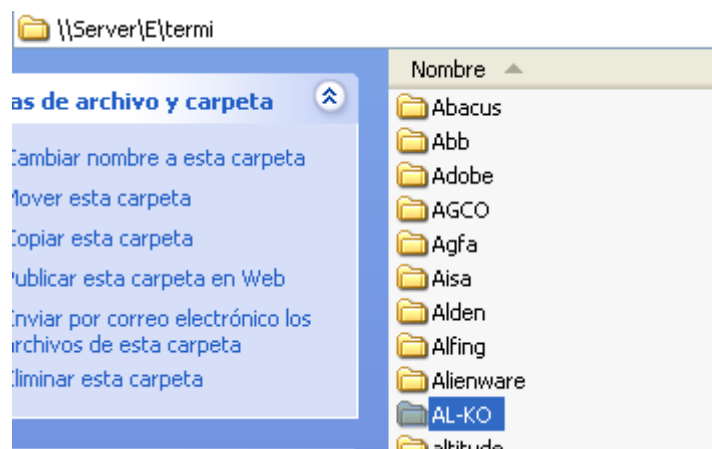 \\Server\E\termi
as de archivo y carpeta
Cambiar nombre a esta carpeta
Mover esta carpeta
Copiar esta carpeta
Publicar esta carpeta en Web
Enviar por correo electrónico los
archivos de esta carpeta
Eliminar esta carpeta
Nombre
Abacus
Abb
Adobe
AGCO
Agfa
Aisa
Alden
Alfing
Alienware
AL-KO
altitude